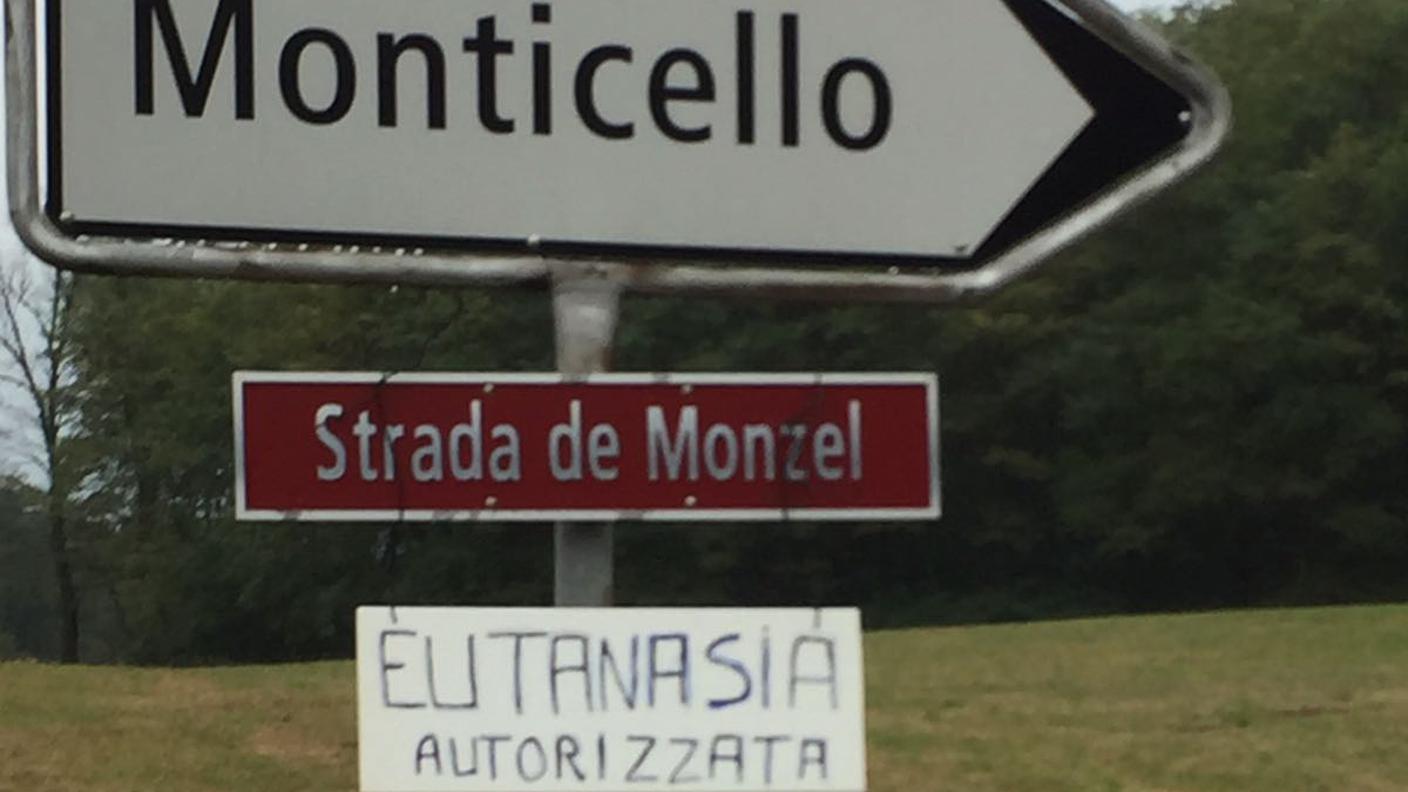 Monticello
Strada de Monzel
EUTANASIA
AUTORIZZATA